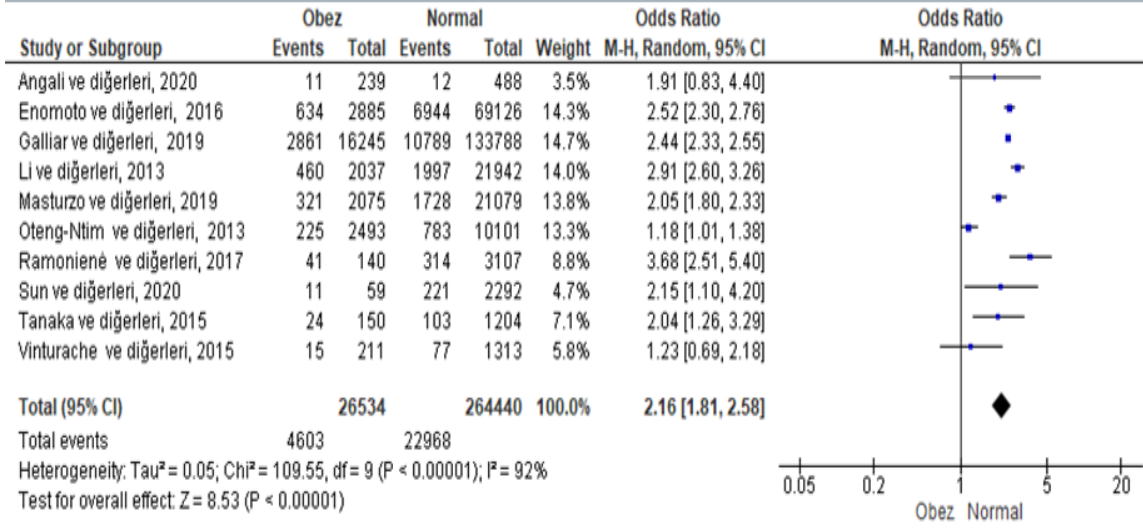 Obez Normal Odds Ratio Odds Ratio
Study or Subgroup Events Total Events Total Weight M-H, Random, 95% CI M-H, Random, 95% CI
Angali ve diğerleri, 2020 11 239 12 488 3.5% 1.91 [0.83, 4.40]
Enomoto ve diğerleri, 2016 634 2885 6944 69126 14.3% 2.52 [2.30, 2.76]
Galliar ve diğerleri, 2019 2861 16245 10789 133788 14.7% 2.44 [2.33, 2.55]
Li ve diğerleri, 2013 460 2037 1997 21942 14.0% 2.91 [2.60, 3.26]
Masturzo ve diğerleri, 2019 321 2075 1728 21079 13.8% 2.05 [1.80, 2.33]
Oteng-Ntim ve diğerleri, 2013 225 2493 783 10101 13.3% 1.18 [1.01, 1.38]
Ramonienė ve diğerleri, 2017 41 140 314 3107 8.8% 3.68 [2.51, 5.40]
Sun ve diğerleri, 2020 11 59 221 2292 4.7% 2.15 [1.10, 4.20]
Tanaka ve diğerleri, 2015 24 150 103 1204 7.1% 2.04 [1.26, 3.29]
Vinturache ve diğerleri, 2015 15 211 77 1313 5.8% 1.23 [0.69, 2.18]
Total (95% CI) 26534 264440 100.0% 2.16 [1.81, 2.58]
Total events 4603 22968
Heterogeneity: Tau² = 0.05; Chi² = 109.55, df = 9 (P < 0.00001); I² = 92%
Test for overall effect: Z = 8.53 (P < 0.00001)
0.05 0.2 1 5 20
Obez Normal